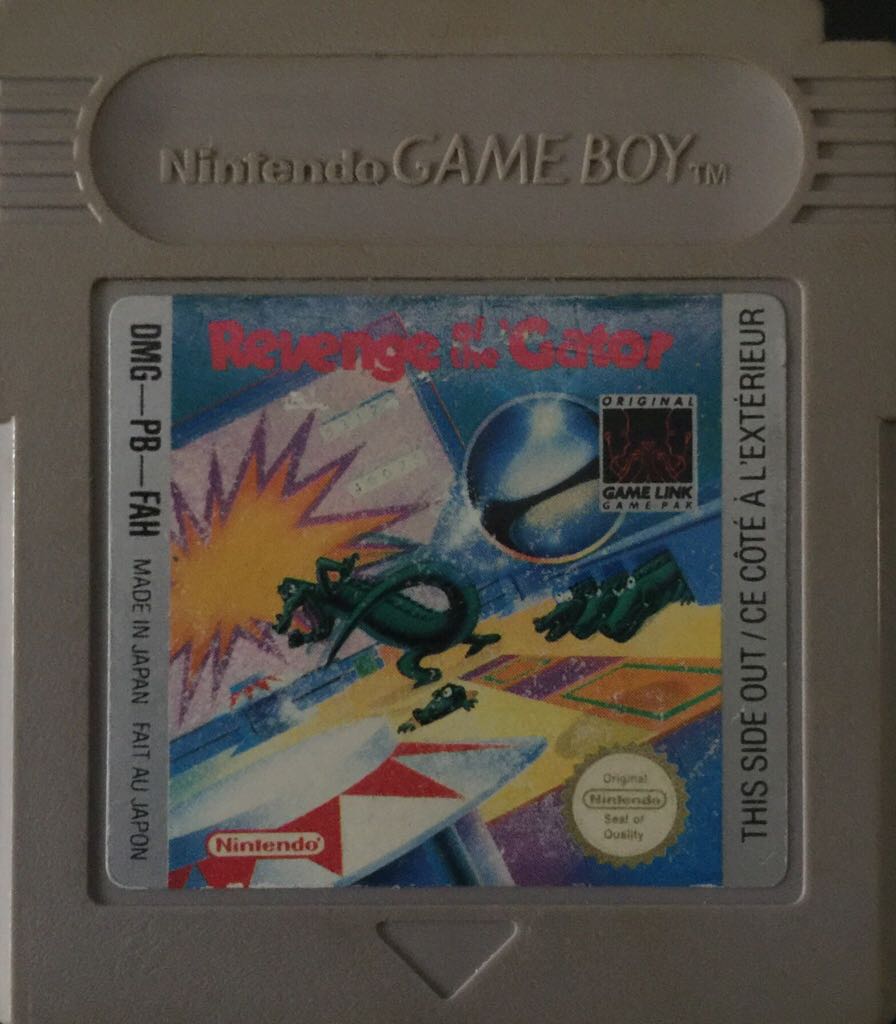 Nintendo GAME BOY TM
DMG—PB—FAH MADE IN JAPAN FAIT AU JAPON
Revenge of the 'Gator
ORIGINAL
GAME LINK
GAME PAK
Original
Nintendo
Seal of
Quality
Nintendo®
THIS SIDE OUT / CE CÔTÉ À L'EXTÉRIEUR